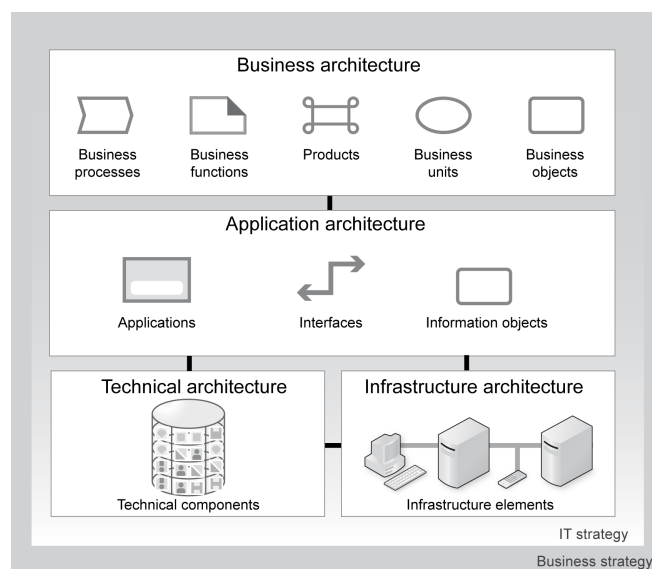 Business architecture
Business processes
Business functions
Products
Business units
Business objects
Application architecture
Applications
Interfaces
Information objects
Technical architecture
Technical components
Infrastructure architecture
Infrastructure elements
IT strategy
Business strategy